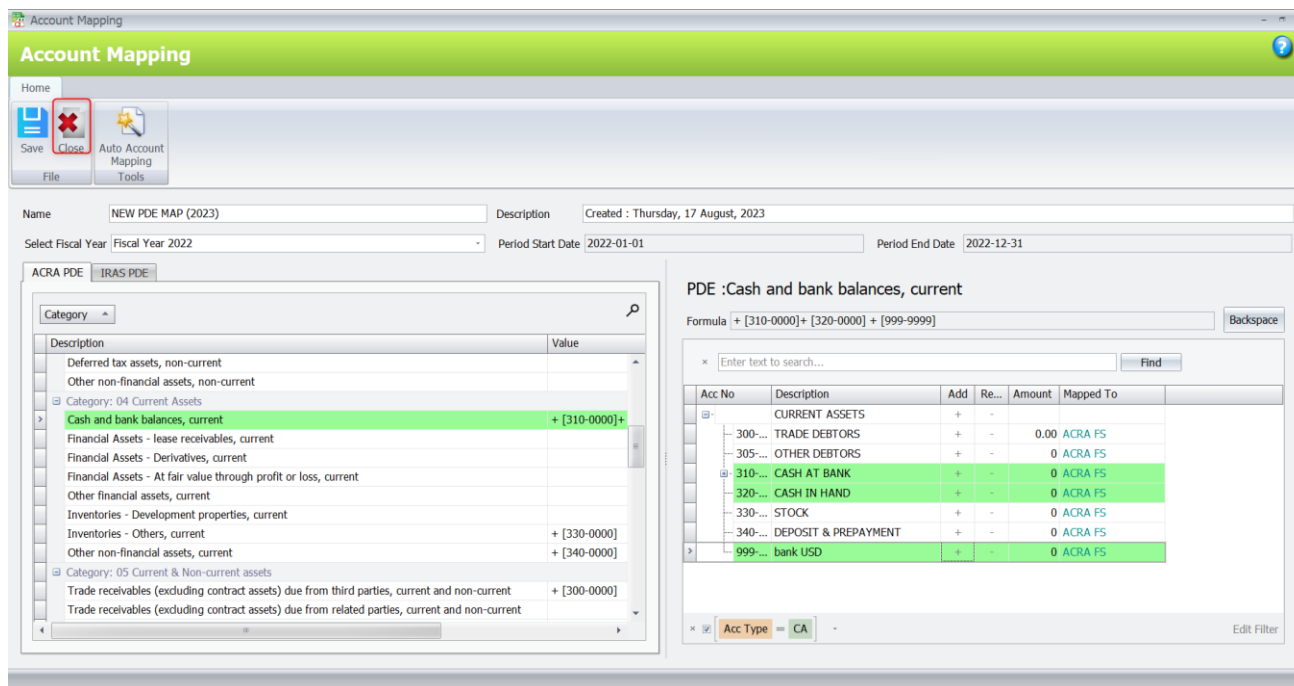 Account Mapping
Account Mapping
Home
Save Close Auto Account Mapping
File Tools
Name NEW PDE MAP (2023) Description Created : Thursday, 17 August, 2023
Select Fiscal Year Fiscal Year 2022 Period Start Date 2022-01-01 Period End Date 2022-12-31
ACRA PDE IRAS PDE
Category
Description Value
Deferred tax assets, non-current
Other non-financial assets, non-current
Category: 04 Current Assets
Cash and bank balances, current + [310-0000]+
Financial Assets - lease receivables, current
Financial Assets - Derivatives, current
Financial Assets - At fair value through profit or loss, current
Other financial assets, current
Inventories - Development properties, current
Inventories - Others, current + [330-0000]
Other non-financial assets, current + [340-0000]
Category: 05 Current & Non-current assets
Trade receivables (excluding contract assets) due from third parties, current and non-current + [300-0000]
Trade receivables (excluding contract assets) due from related parties, current and non-current
PDE :Cash and bank balances, current
Formula + [310-0000]+ [320-0000] + [999-9999] Backspace
Enter text to search... Find
Acc No Description Add Re... Amount Mapped To
CURRENT ASSETS + -
300-... TRADE DEBTORS + - 0.00 ACRA FS
305-... OTHER DEBTORS + - 0 ACRA FS
310-... CASH AT BANK + - 0 ACRA FS
320-... CASH IN HAND + - 0 ACRA FS
330-... STOCK + - 0 ACRA FS
340-... DEPOSIT & PREPAYMENT + - 0 ACRA FS
999-... bank USD + - 0 ACRA FS
Acc Type = CA Edit Filter